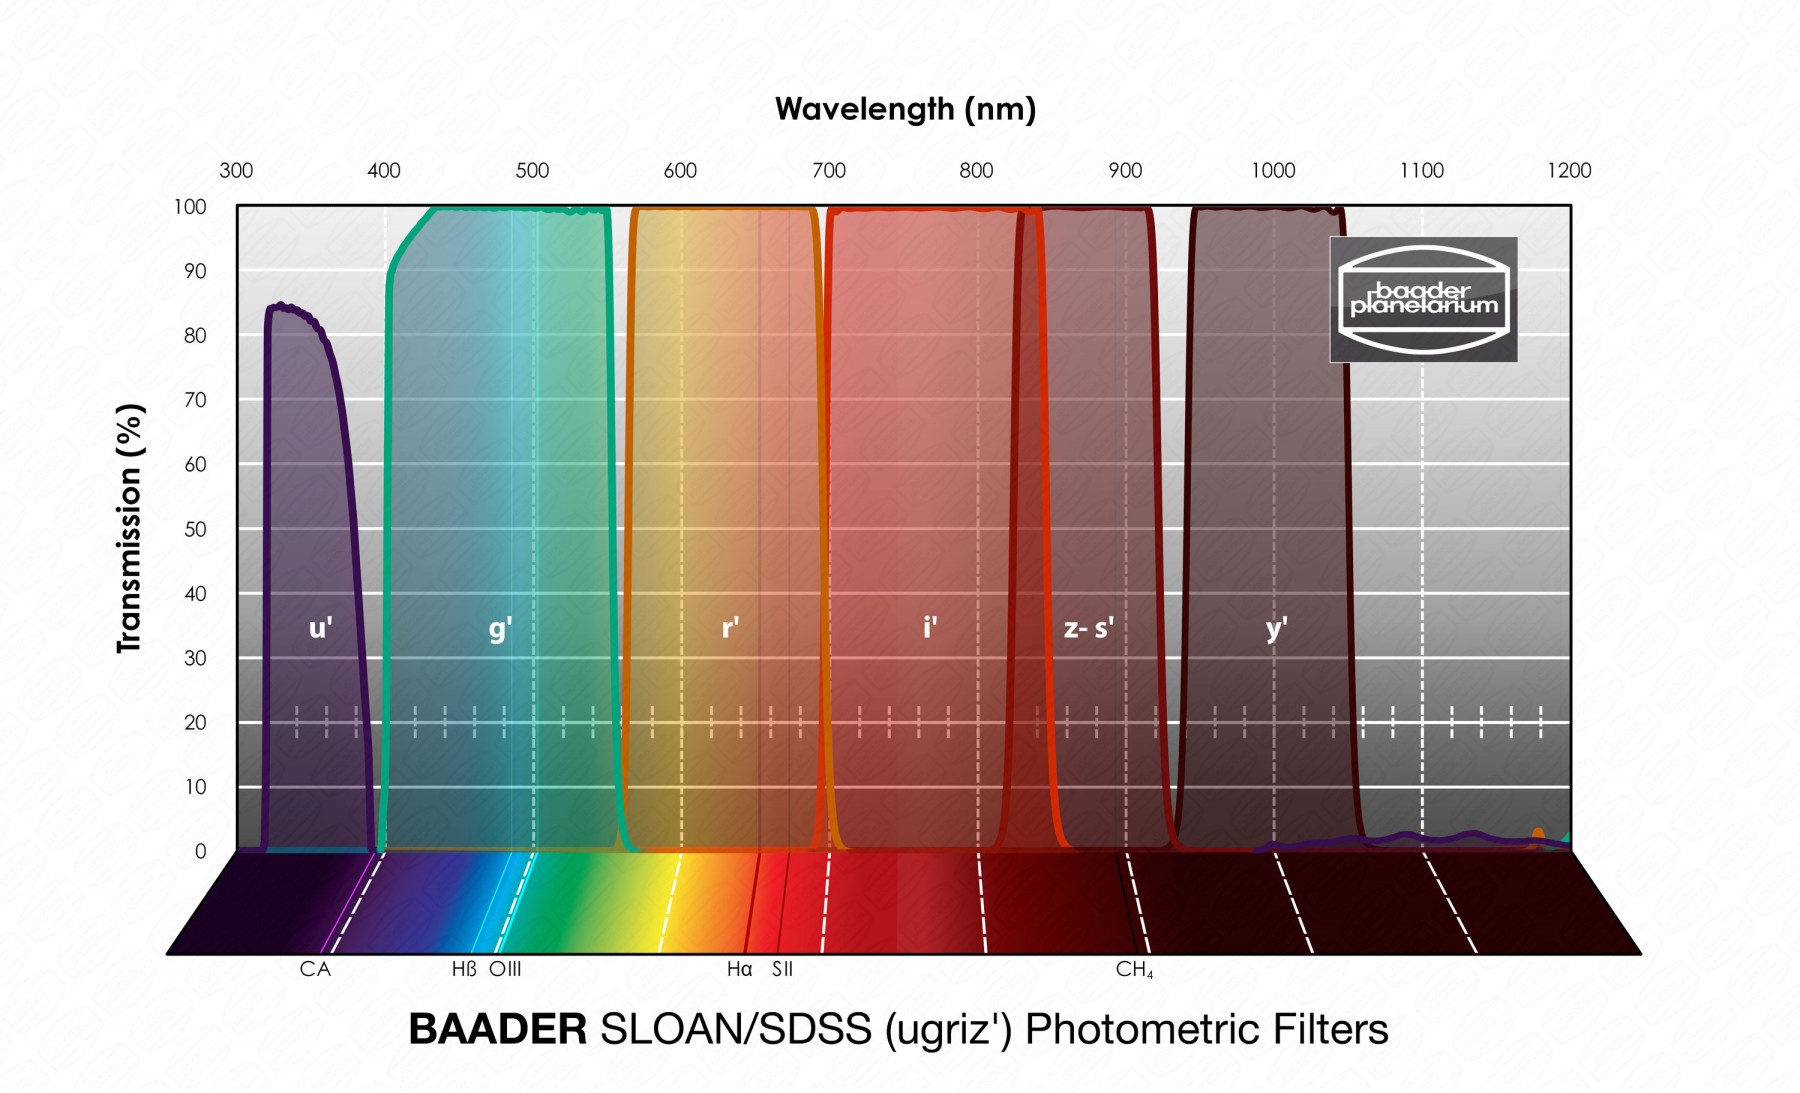 Wavelength (nm)
300 400 500 600 700 800 900 1000 1100 1200
Transmission (%)
100
90
80
70
60
50
40
30
20
10
0
baader
planetarium
u' g' r' i' z- s' y'
CA Hß OIII Hα SII CH₄
BAADER SLOAN/SDSS (ugriz') Photometric Filters